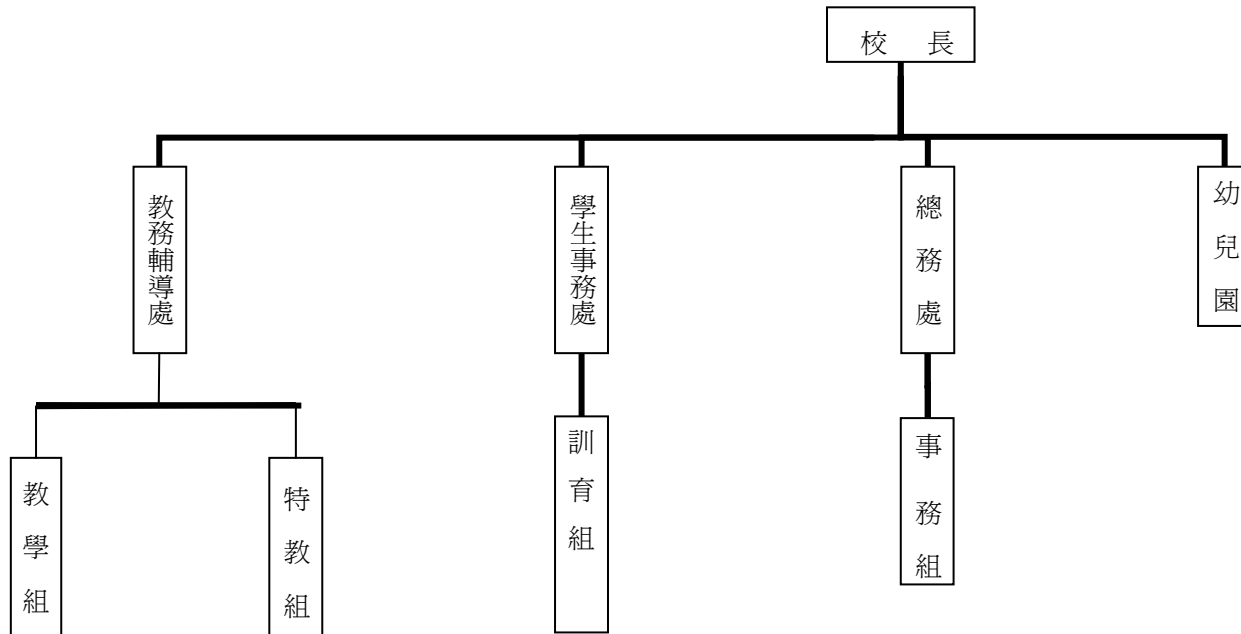 校長
教務輔導處
學生事務處
總務處
幼兒園
教學組
特教組
訓育組
事務組